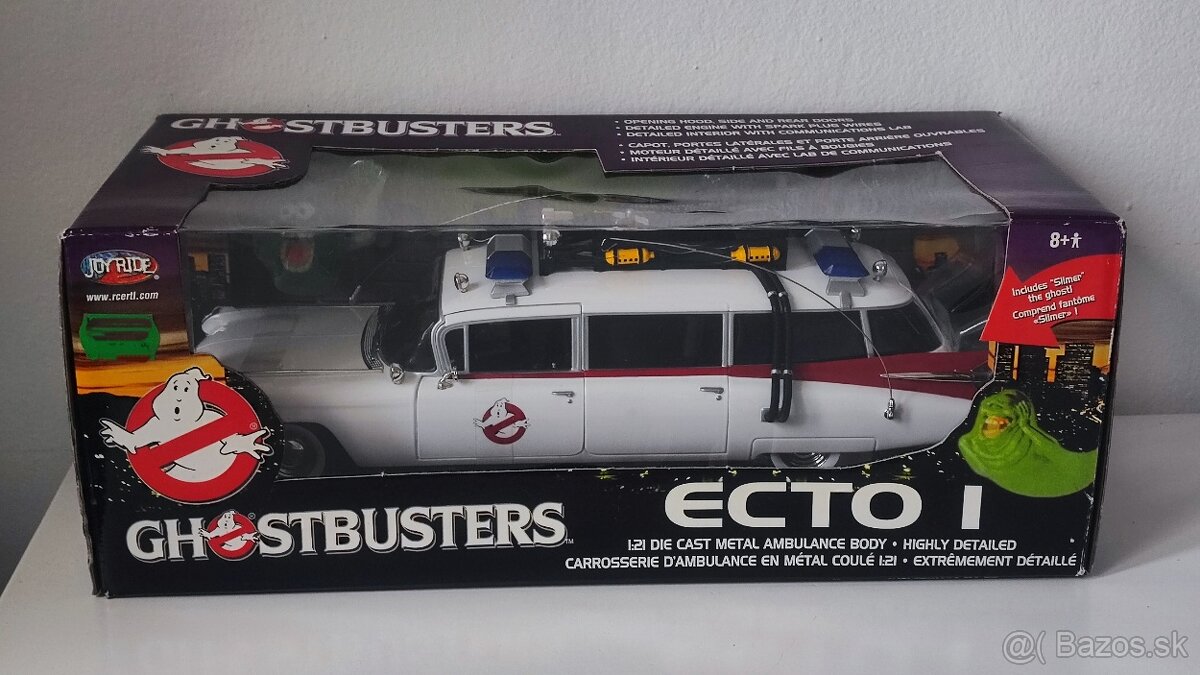 GHOSTBUSTERS™
• OPENING HOOD, SIDE AND REAR DOORS
• DETAILED ENGINE WITH SPARK PLUG WIRES
• DETAILED INTERIOR WITH COMMUNICATIONS LAB
• CAPOT, PORTES LATÉRALES ET PORTE ARRIÈRE OUVRABLES
• MOTEUR DÉTAILLÉ AVEC FILS À BOUGIES
• INTÉRIEUR DÉTAILLÉ AVEC LAB DE COMMUNICATIONS
JOYRIDE
www.rcertl.com
8+
Includes "Slimer"
the ghost!
Comprend fantôme
«Slimer» !
GHOSTBUSTERS™
ECTO 1
1:21 DIE CAST METAL AMBULANCE BODY • HIGHLY DETAILED
CARROSSERIE D'AMBULANCE EN MÉTAL COULÉ 1:21 • EXTRÊMEMENT DÉTAILLÉ
@( Bazos.sk